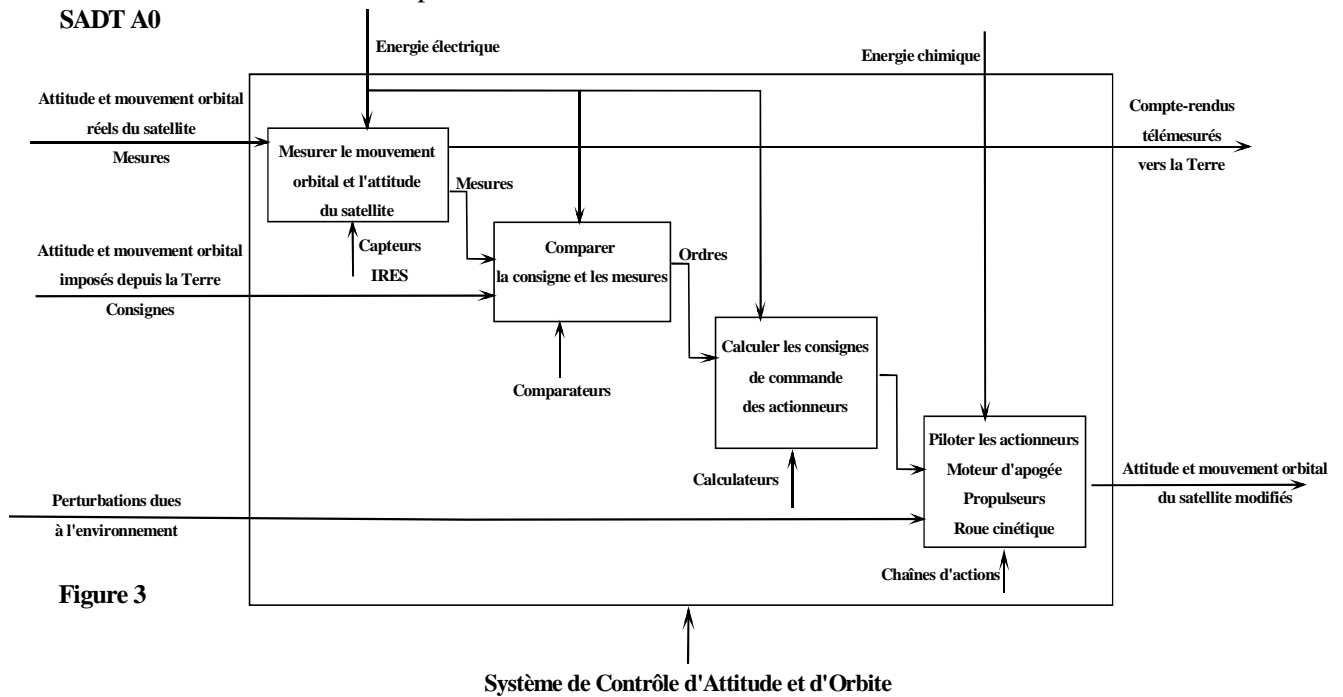 SADT A0
Energie électrique
Energie chimique
Attitude et mouvement orbital
réels du satellite
Mesures
Compte-rendus
télémesurés
vers la Terre
Mesurer le mouvement
orbital et l'attitude
du satellite
Mesures
Capteurs
IRES
Attitude et mouvement orbital
imposés depuis la Terre
Consignes
Comparer
la consigne et les mesures
Ordres
Comparateurs
Calculer les consignes
de commande
des actionneurs
Calculateurs
Piloter les actionneurs
Moteur d'apogée
Propulseurs
Roue cinétique
Attitude et mouvement orbital
du satellite modifiés
Perturbations dues
à l'environnement
Chaînes d'actions
Figure 3
Système de Contrôle d'Attitude et d'Orbite